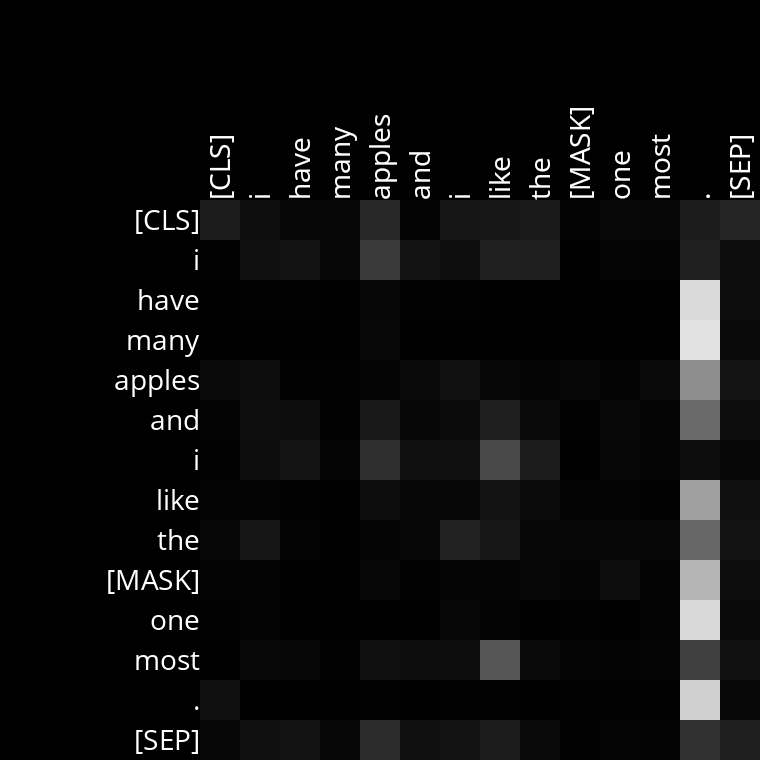 [CLS] i have many apples and i like the [MASK] one most . [SEP]
[CLS]
i
have
many
apples
and
i
like
the
[MASK]
one
most
.
[SEP]